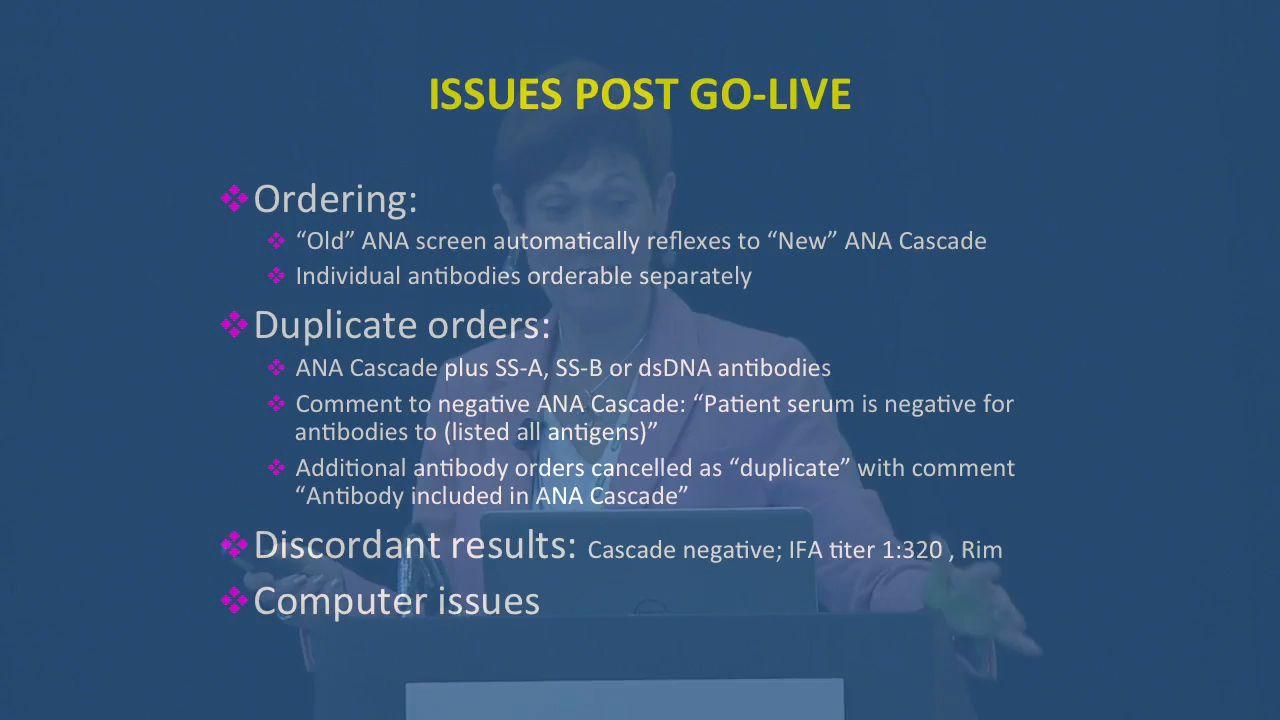 ISSUES POST GO-LIVE
❖Ordering:
❖ “Old” ANA screen automatically reflexes to “New” ANA Cascade
❖ Individual antibodies orderable separately
❖Duplicate orders:
❖ ANA Cascade plus SS-A, SS-B or dsDNA antibodies
❖ Comment to negative ANA Cascade: “Patient serum is negative for
antibodies to (listed all antigens)”
❖ Additional antibody orders cancelled as “duplicate” with comment
“Antibody included in ANA Cascade”
❖Discordant results: Cascade negative; IFA titer 1:320 , Rim
❖Computer issues